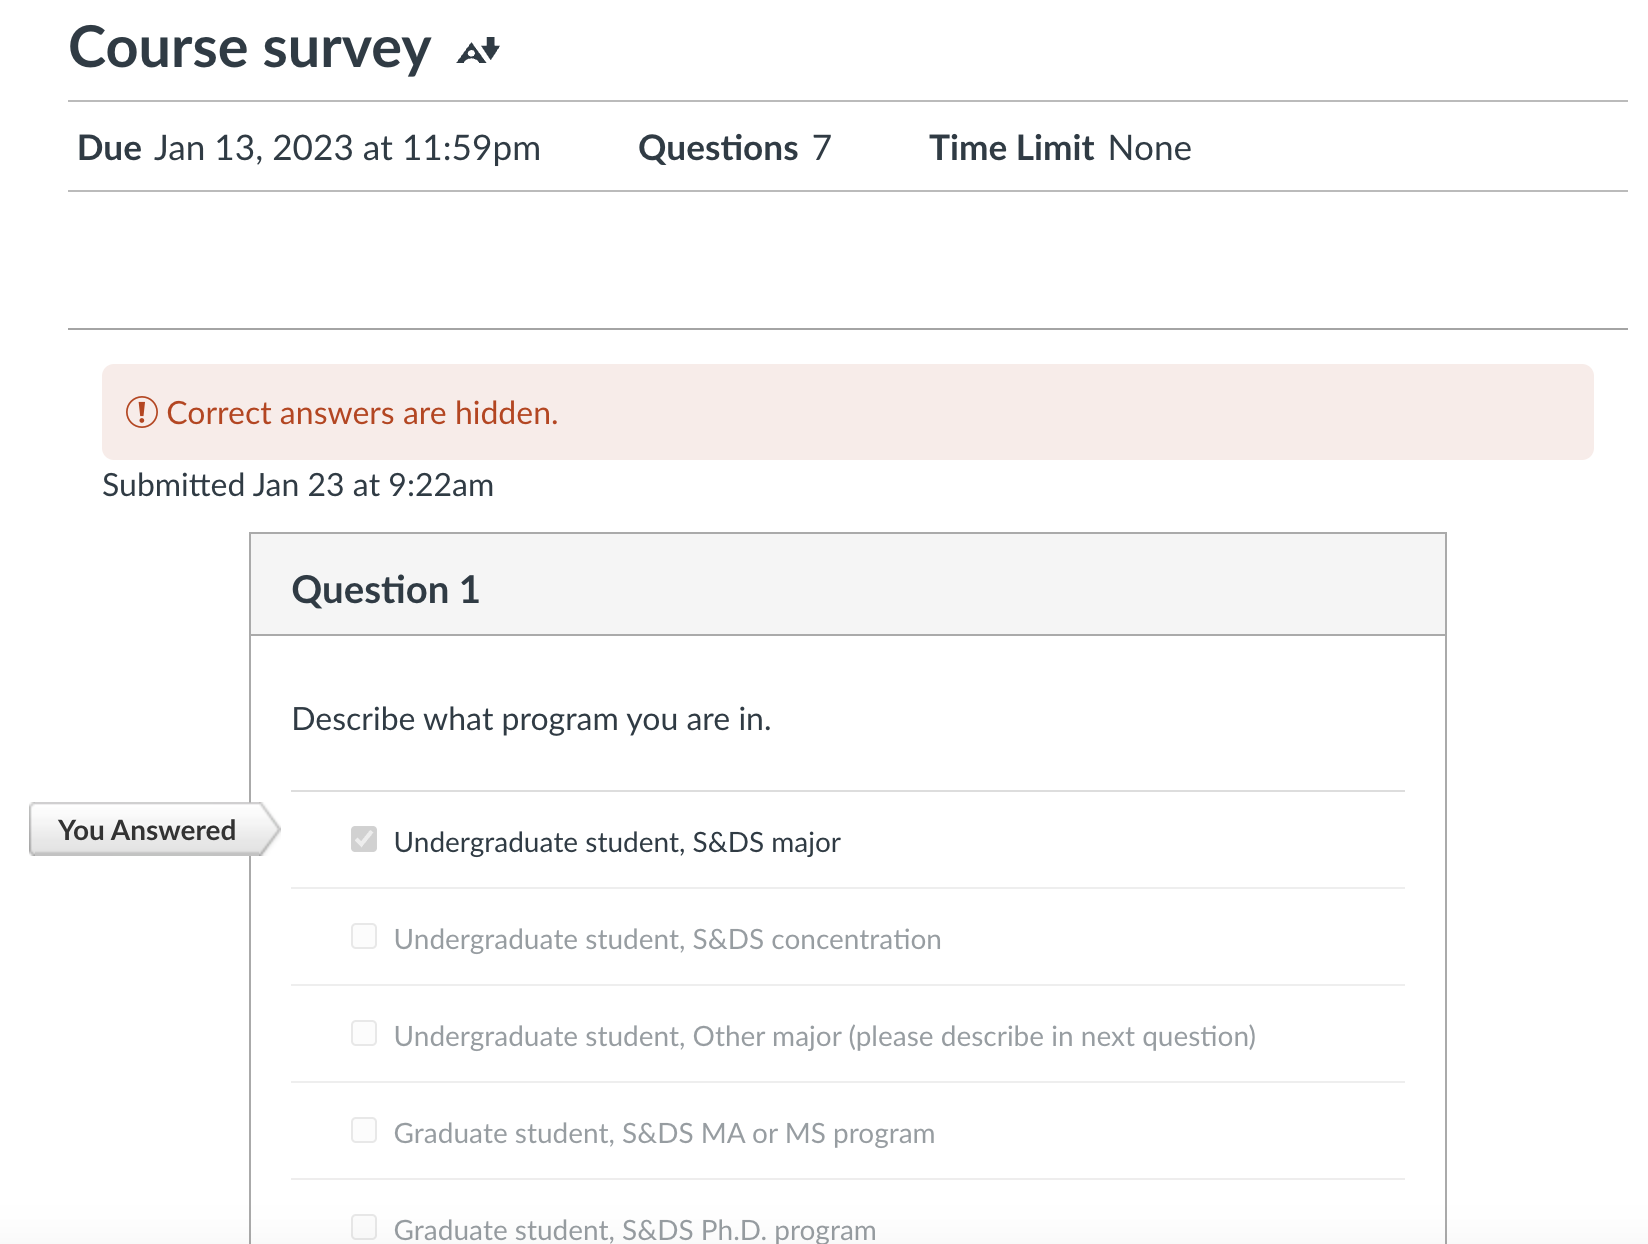 Course survey
Due Jan 13, 2023 at 11:59pm Questions 7 Time Limit None
Correct answers are hidden.
Submitted Jan 23 at 9:22am
Question 1
Describe what program you are in.
You Answered Undergraduate student, S&DS major
Undergraduate student, S&DS concentration
Undergraduate student, Other major (please describe in next question)
Graduate student, S&DS MA or MS program
Graduate student, S&DS Ph.D. program